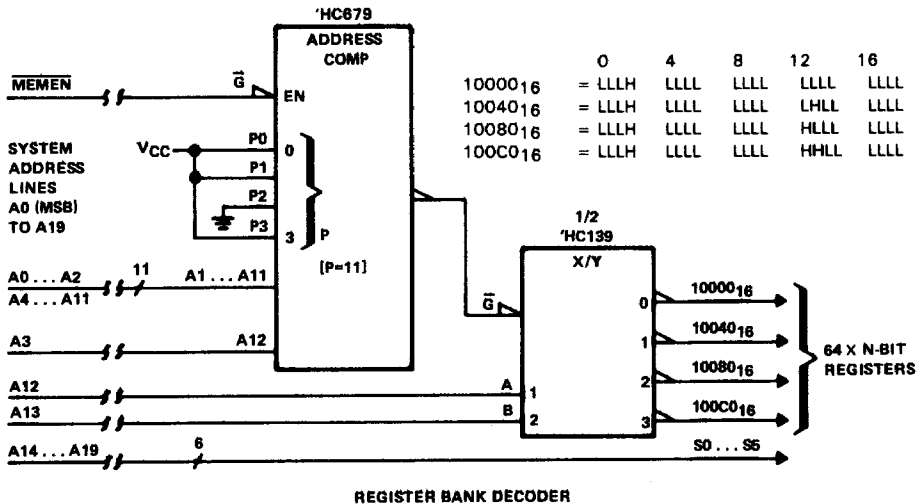 'HC679
ADDRESS
COMP
0 4 8 12 16
10000₁₆ = LLLH LLLL LLLL LLLL LLLL
10040₁₆ = LLLH LLLL LLLL LHLL LLLL
10080₁₆ = LLLH LLLL LLLL HLLL LLLL
100C0₁₆ = LLLH LLLL LLLL HHLL LLLL
MEMEN
G
EN
SYSTEM
ADDRESS
LINES
A0 (MSB)
TO A19
VCC
P0
0
P1
P2
P3
3
P
[P=11]
A0...A2
A4...A11
11
A1...A11
A3
A12
1/2
'HC139
X/Y
G
0
10000₁₆
1
10040₁₆
2
10080₁₆
3
100C0₁₆
64 X N-BIT
REGISTERS
A12
A
1
A13
B
2
A14...A19
6
S0...S5
REGISTER BANK DECODER